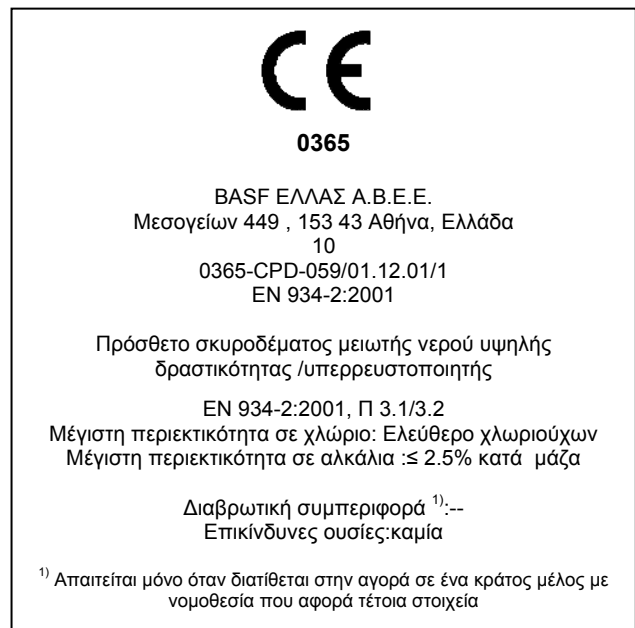 CE
0365
BASF ΕΛΛΑΣ Α.Β.Ε.Ε.
Μεσογείων 449 , 153 43 Αθήνα, Ελλάδα
10
0365-CPD-059/01.12.01/1
EN 934-2:2001
Πρόσθετο σκυροδέματος μειωτής νερού υψηλής
δραστικότητας /υπερρευστοποιητής
EN 934-2:2001, Π 3.1/3.2
Μέγιστη περιεκτικότητα σε χλώριο: Ελεύθερο χλωριούχων
Μέγιστη περιεκτικότητα σε αλκάλια :≤ 2.5% κατά μάζα
Διαβρωτική συμπεριφορά ¹⁾:--
Επικίνδυνες ουσίες:καμία
¹⁾ Απαιτείται μόνο όταν διατίθεται στην αγορά σε ένα κράτος μέλος με
νομοθεσία που αφορά τέτοια στοιχεία